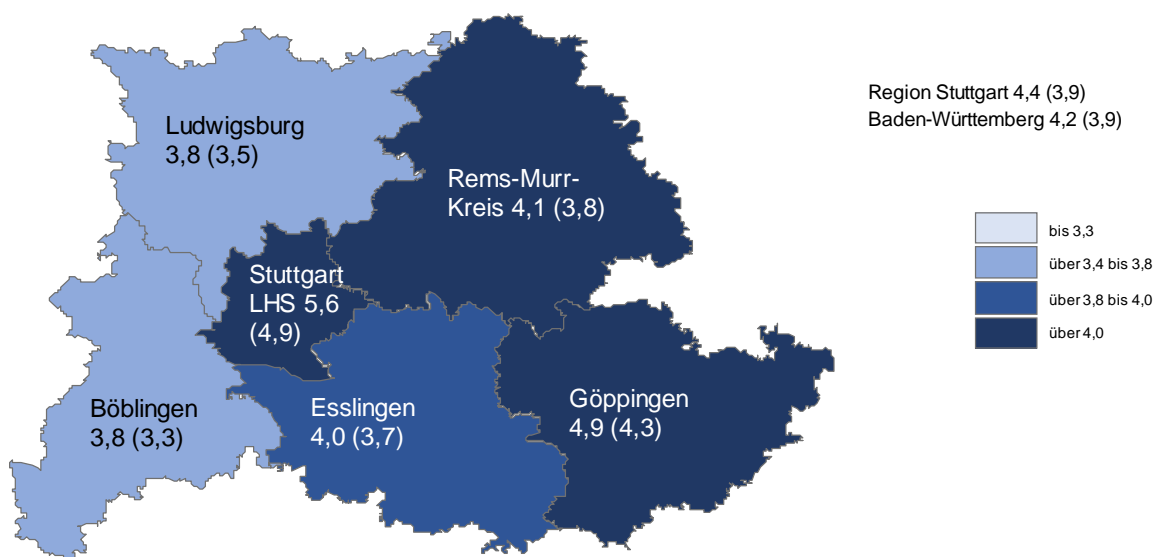 Region Stuttgart 4,4 (3,9)
Baden-Württemberg 4,2 (3,9)
Ludwigsburg
3,8 (3,5)
Rems-Murr-
Kreis 4,1 (3,8)
Stuttgart
LHS 5,6
(4,9)
Böblingen
3,8 (3,3)
Esslingen
4,0 (3,7)
Göppingen
4,9 (4,3)
bis 3,3
über 3,4 bis 3,8
über 3,8 bis 4,0
über 4,0